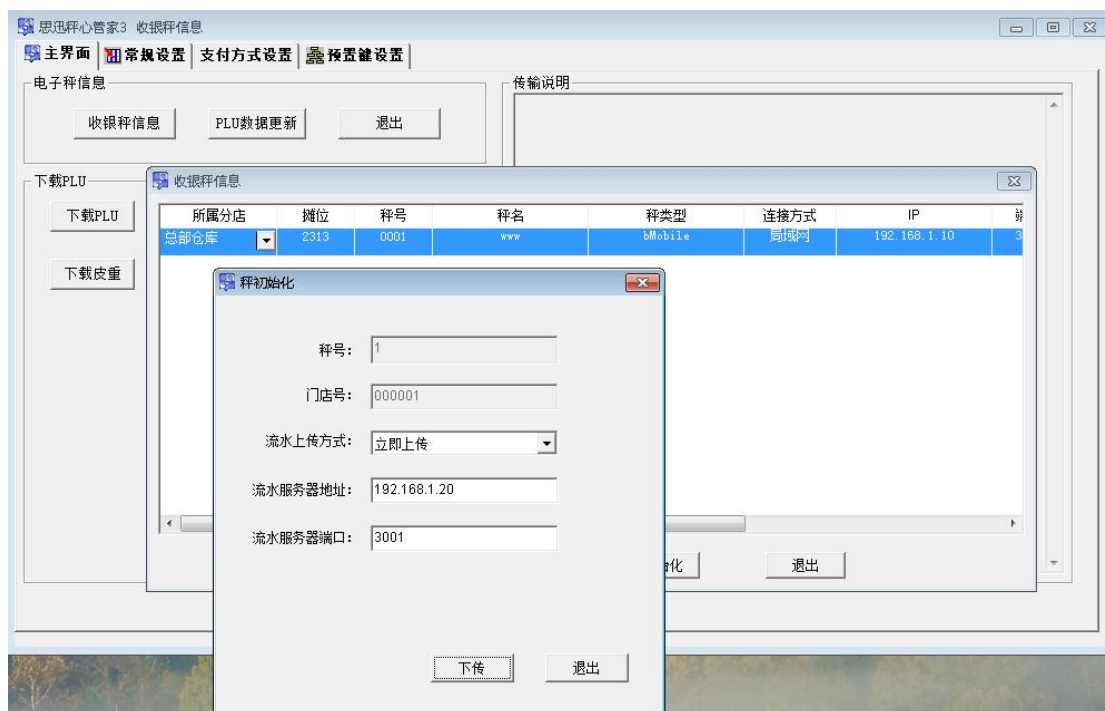 思迅秤心管家3 收银秤信息
主界面 常规设置 支付方式设置 预置键设置
电子秤信息
传输说明
收银秤信息 PLU数据更新 退出
下载PLU
下载PLU
下载皮重
收银秤信息
所属分店 摊位 秤号 秤名 秤类型 连接方式 IP
总部仓库 2313 0001 www bMobile 局域网 192.168.1.10 3
秤初始化
秤号: 1
门店号: 000001
流水上传方式: 立即上传
流水服务器地址: 192.168.1.20
流水服务器端口: 3001
化 退出
下传 退出